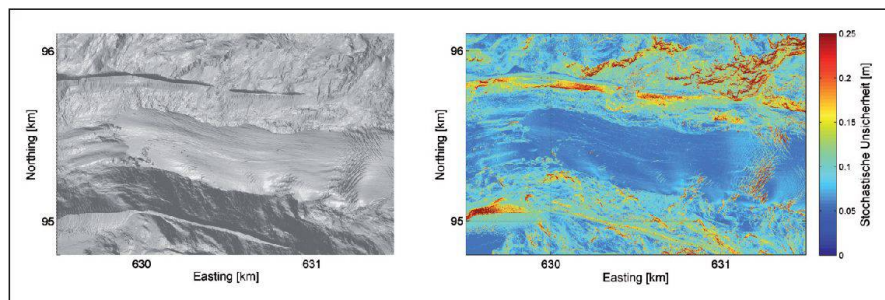 96
95
Northing [km]
630
631
Easting [km]
96
95
Northing [km]
630
631
Easting [km]
0.25
0.2
0.15
0.1
0.05
0
Stochastische Unsicherheit [m]